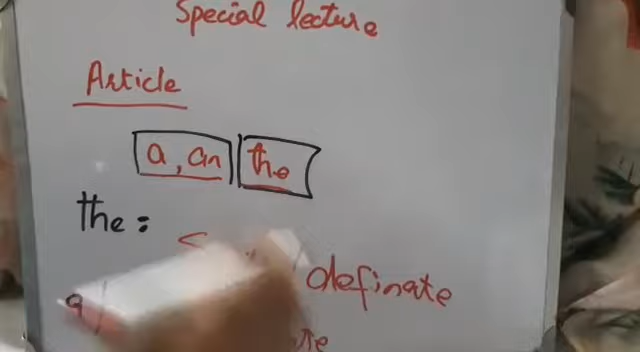 Special lecture
Article
a, an the
the :
definate